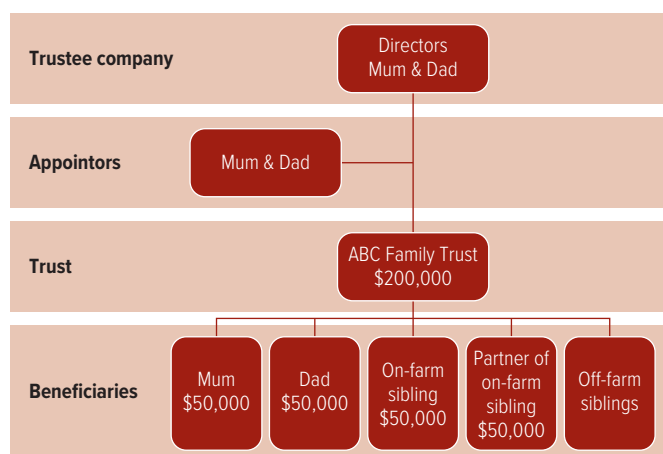 Trustee company
Directors
Mum & Dad
Appointors
Mum & Dad
Trust
ABC Family Trust
$200,000
Beneficiaries
Mum
$50,000
Dad
$50,000
On-farm
sibling
$50,000
Partner of
on-farm
sibling
$50,000
Off-farm
siblings